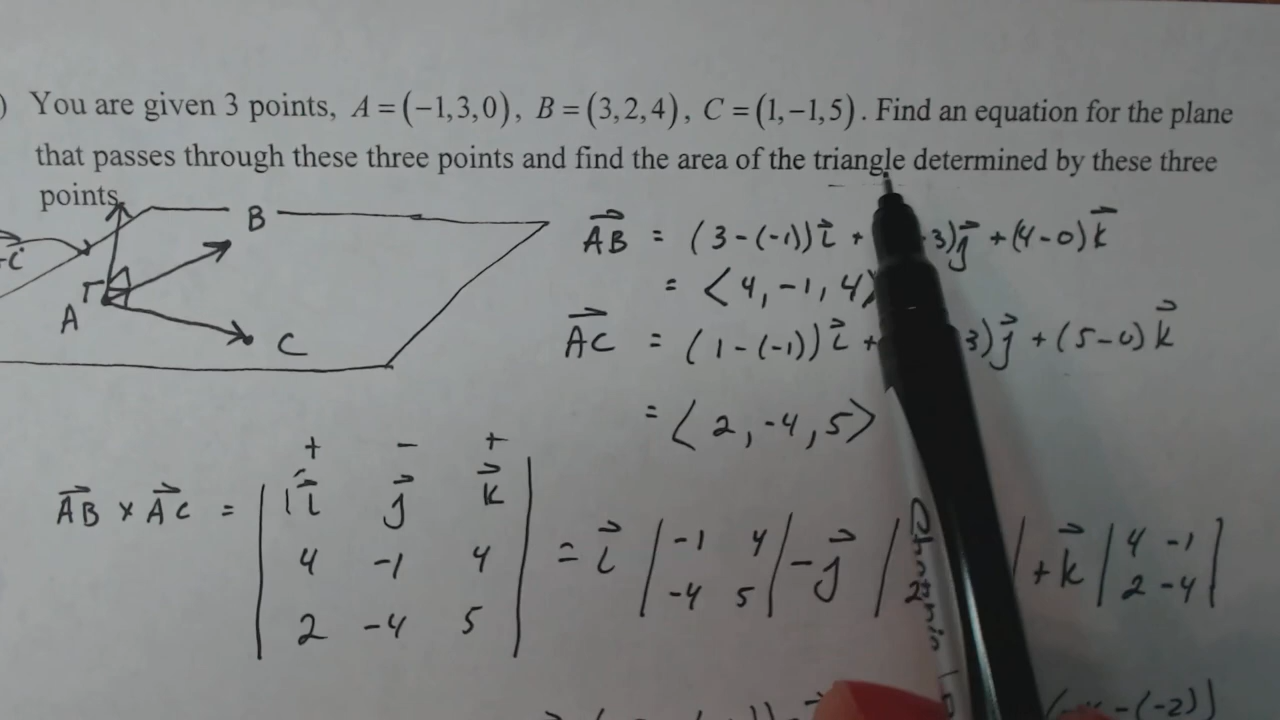 ) You are given 3 points, A = (−1,3,0), B = (3,2,4), C = (1,−1,5). Find an equation for the plane
that passes through these three points and find the area of the triangle determined by these three
points.
B
A
C
AB = (3-(-1))i + 3)j + (4-0)k
= <4, -1, 4>
AC = (1-(-1))i + 3)j + (5-0)k
= <2, -4, 5>
+ - +
AB × AC = | i j k | = i | -1 4 | - j | | + k | 4 -1 |
4 -1 4
-4 5
2
2 -4
2 -4 5
-(-2))